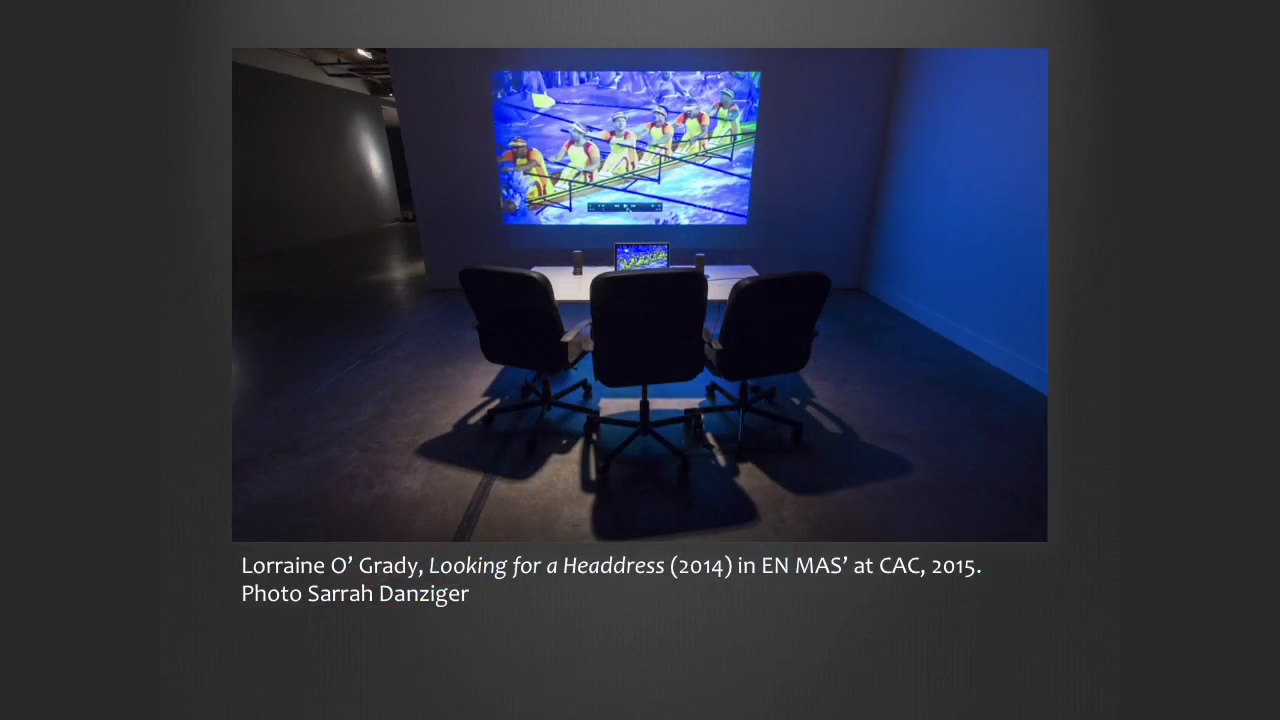 Lorraine O’ Grady, Looking for a Headdress (2014) in EN MAS’ at CAC, 2015.
Photo Sarrah Danziger